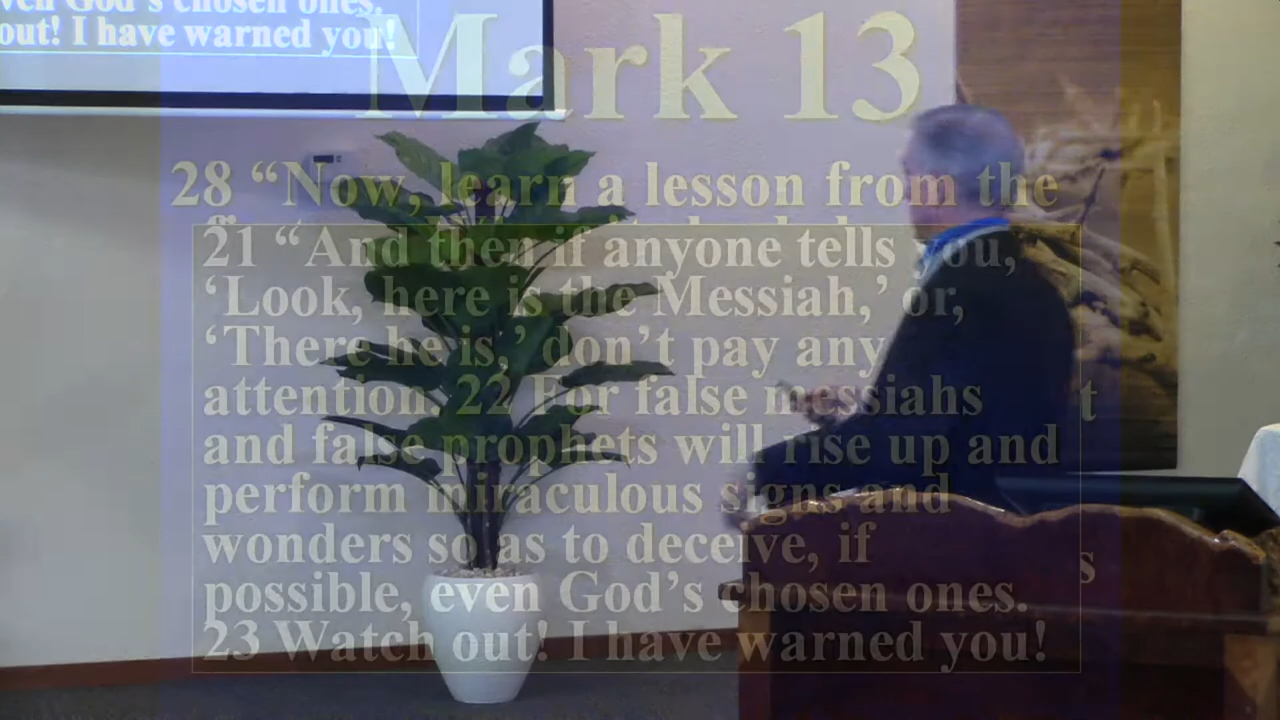 ven God's chosen ones.
out! I have warned you!
Mark 13
28 “Now, learn a lesson from the
21 “And then if anyone tells you,
‘Look, here is the Messiah,’ or,
‘There he is,’ don’t pay any
attention. 22 For false messiahs
t
and false prophets will rise up and
perform miraculous signs and
wonders so as to deceive, if
s
possible, even God’s chosen ones.
23 Watch out! I have warned you!